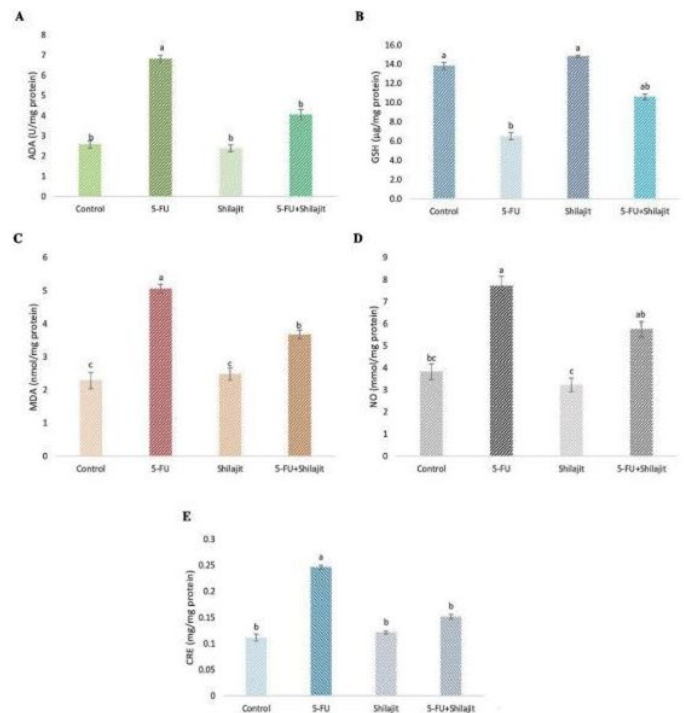 A
ADA (U/mg protein)
8
7
6
5
4
3
2
1
0
a
b
b
b
Control
5-FU
Shilajit
5-FU+Shilajit
B
GSH (µg/mg protein)
16.0
14.0
12.0
10.0
8.0
6.0
4.0
2.0
0.0
a
b
a
ab
Control
5-FU
Shilajit
5-FU+Shilajit
C
MDA (nmol/mg protein)
6
5
4
3
2
1
0
c
a
c
b
Control
5-FU
Shilajit
5-FU+Shilajit
D
NO (mmol/mg protein)
9
8
7
6
5
4
3
2
1
0
bc
a
c
ab
Control
5-FU
Shilajit
5-FU+Shilajit
E
CRE (mg/mg protein)
0.3
0.25
0.2
0.15
0.1
0.05
0
b
a
b
b
Control
5-FU
Shilajit
5-FU+Shilajit